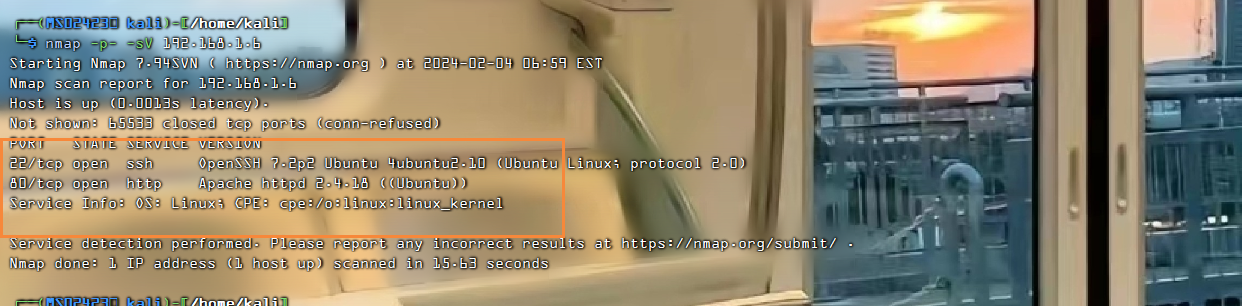 ┌──(MS02423㉿kali)-[/home/kali]
└─$ nmap -p- -sV 192.168.1.6
Starting Nmap 7.94SVN ( https://nmap.org ) at 2024-02-04 06:59 EST
Nmap scan report for 192.168.1.6
Host is up (0.0013s latency).
Not shown: 65533 closed tcp ports (conn-refused)
PORT   STATE SERVICE VERSION
22/tcp open  ssh     OpenSSH 7.2p2 Ubuntu 4ubuntu2.10 (Ubuntu Linux; protocol 2.0)
80/tcp open  http    Apache httpd 2.4.18 ((Ubuntu))
Service Info: OS: Linux; CPE: cpe:/o:linux:linux_kernel
Service detection performed. Please report any incorrect results at https://nmap.org/submit/ .
Nmap done: 1 IP address (1 host up) scanned in 15.63 seconds
┌──(MS02423㉿kali)-[/home/kali]